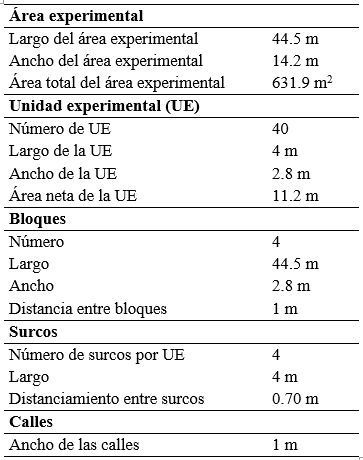 Área experimental
Largo del área experimental 44.5 m
Ancho del área experimental 14.2 m
Área total del área experimental 631.9 m²
Unidad experimental (UE)
Número de UE 40
Largo de la UE 4 m
Ancho de la UE 2.8 m
Área neta de la UE 11.2 m
Bloques
Número 4
Largo 44.5 m
Ancho 2.8 m
Distancia entre bloques 1 m
Surcos
Número de surcos por UE 4
Largo 4 m
Distanciamiento entre surcos 0.70 m
Calles
Ancho de las calles 1 m